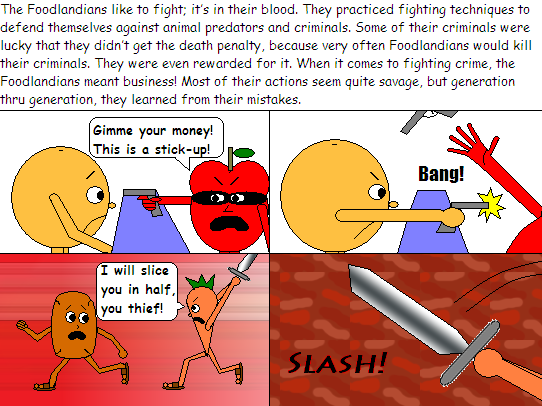 The Foodlandians like to fight; it's in their blood. They practiced fighting techniques to
defend themselves against animal predators and criminals. Some of their criminals were
lucky that they didn't get the death penalty, because very often Foodlandians would kill
their criminals. They were even rewarded for it. When it comes to fighting crime, the
Foodlandians meant business! Most of their actions seem quite savage, but generation
thru generation, they learned from their mistakes.
Gimme your money!
This is a stick-up!
Bang!
I will slice
you in half,
you thief!
SLASH!